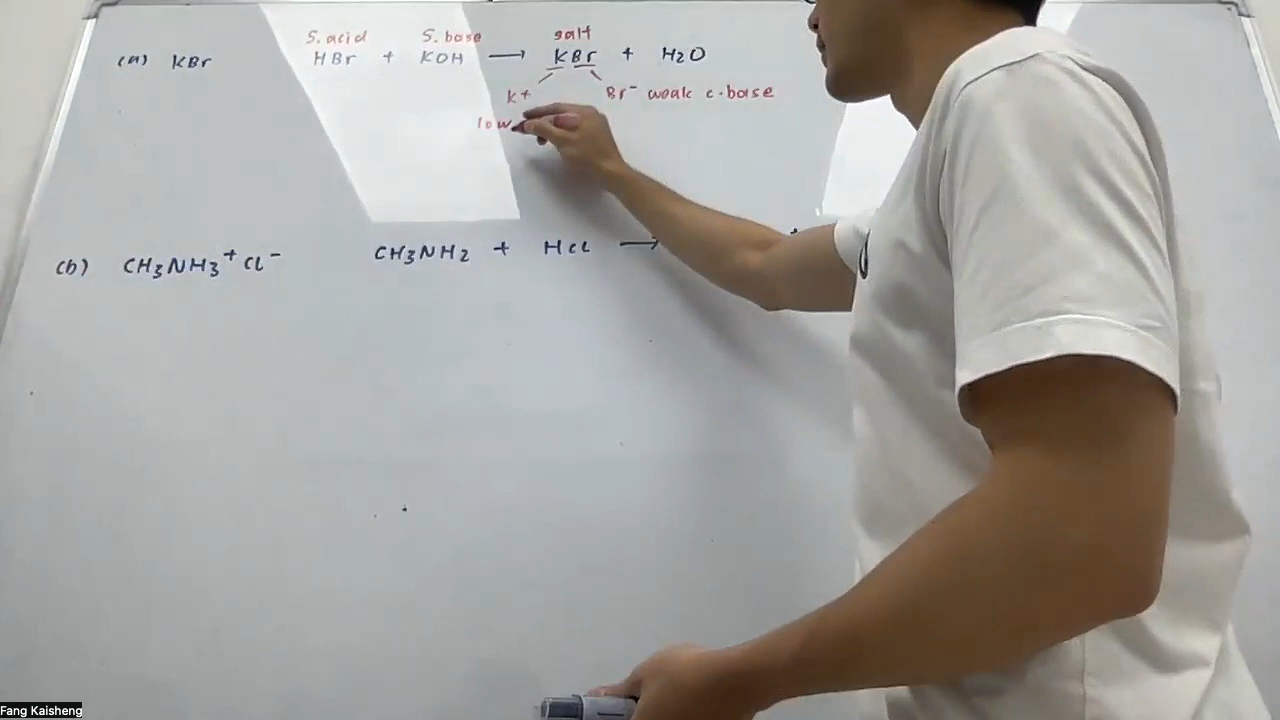 S. acid S. base salt
(a) KBr HBr + KOH → KBr + H2O
K+ Br- weak c.base
low
(b) CH3NH3+ Cl- CH3NH2 + HCl →
Fang Kaisheng